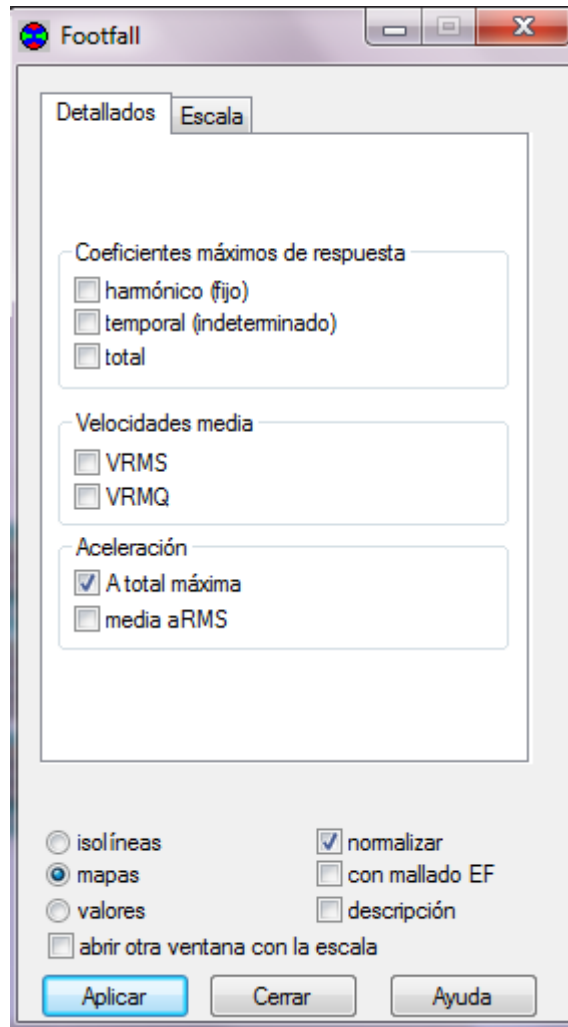 Footfall
Detallados Escala
Coeficientes máximos de respuesta
harmónico (fijo)
temporal (indeterminado)
total
Velocidades media
VRMS
VRMQ
Aceleración
A total máxima
media aRMS
isolíneas normalizar
mapas con mallado EF
valores descripción
abrir otra ventana con la escala
Aplicar Cerrar Ayuda